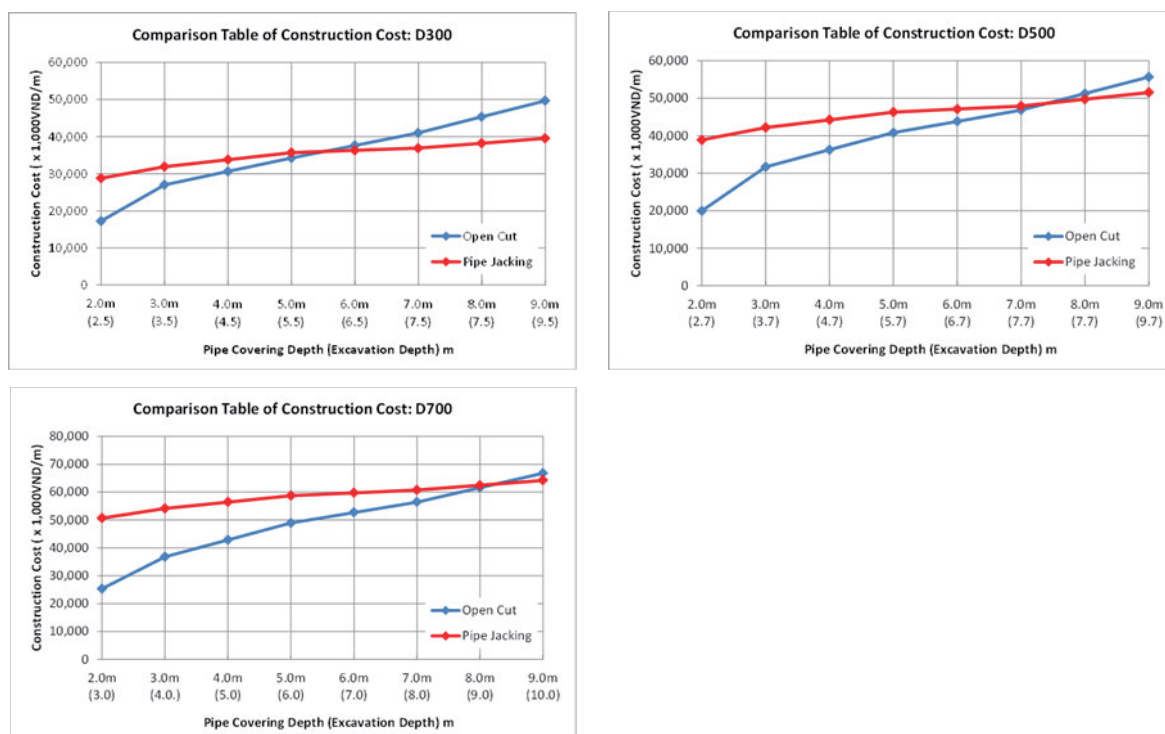 Comparison Table of Construction Cost: D300
Construction Cost ( x 1,000VND/m)
60,000
50,000
40,000
30,000
20,000
10,000
0
Open Cut
Pipe Jacking
2.0m 3.0m 4.0m 5.0m 6.0m 7.0m 8.0m 9.0m
(2.5) (3.5) (4.5) (5.5) (6.5) (7.5) (7.5) (9.5)
Pipe Covering Depth (Excavation Depth) m
Comparison Table of Construction Cost: D500
Construction Cost ( x 1,000VND/m)
60,000
50,000
40,000
30,000
20,000
10,000
0
Open Cut
Pipe Jacking
2.0m 3.0m 4.0m 5.0m 6.0m 7.0m 8.0m 9.0m
(2.7) (3.7) (4.7) (5.7) (6.7) (7.7) (7.7) (9.7)
Pipe Covering Depth (Excavation Depth) m
Comparison Table of Construction Cost: D700
Construction Cost ( x 1,000VND/m)
80,000
70,000
60,000
50,000
40,000
30,000
20,000
10,000
0
Open Cut
Pipe Jacking
2.0m 3.0m 4.0m 5.0m 6.0m 7.0m 8.0m 9.0m
(3.0) (4.0.) (5.0) (6.0) (7.0) (8.0) (9.0) (10.0)
Pipe Covering Depth (Excavation Depth) m